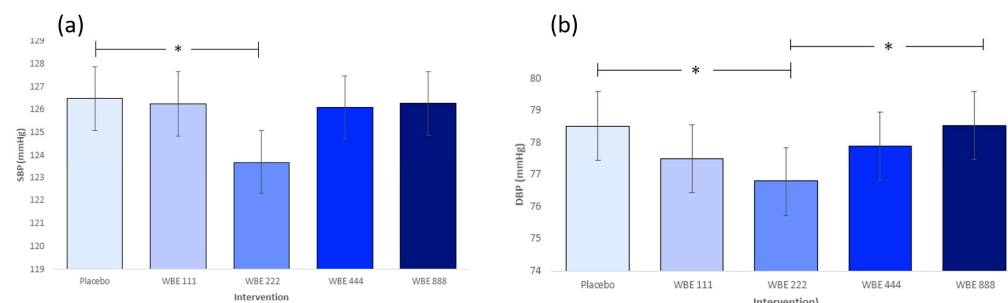 (a)
129
128
127
126
125
124
123
122
121
120
119
SBP (mmHg)
*
Placebo
WBE 111
WBE 222
WBE 444
WBE 888
Intervention
(b)
80
79
78
77
76
75
74
DBP (mmHg)
*
*
Placebo
WBE 111
WBE 222
WBE 444
WBE 888
Intervention)